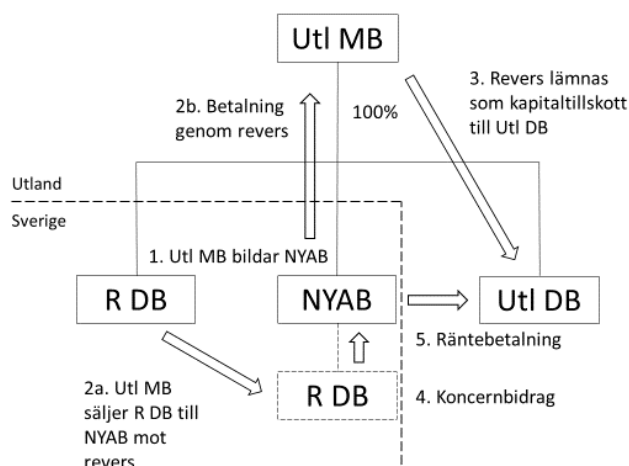 Utl MB
2b. Betalning
genom revers
100%
3. Revers lämnas
som kapitaltillskott
till Utl DB
Utland
Sverige
1. Utl MB bildar NYAB
R DB
NYAB
Utl DB
5. Räntebetalning
2a. Utl MB
säljer R DB till
NYAB mot
revers
R DB
4. Koncernbidrag